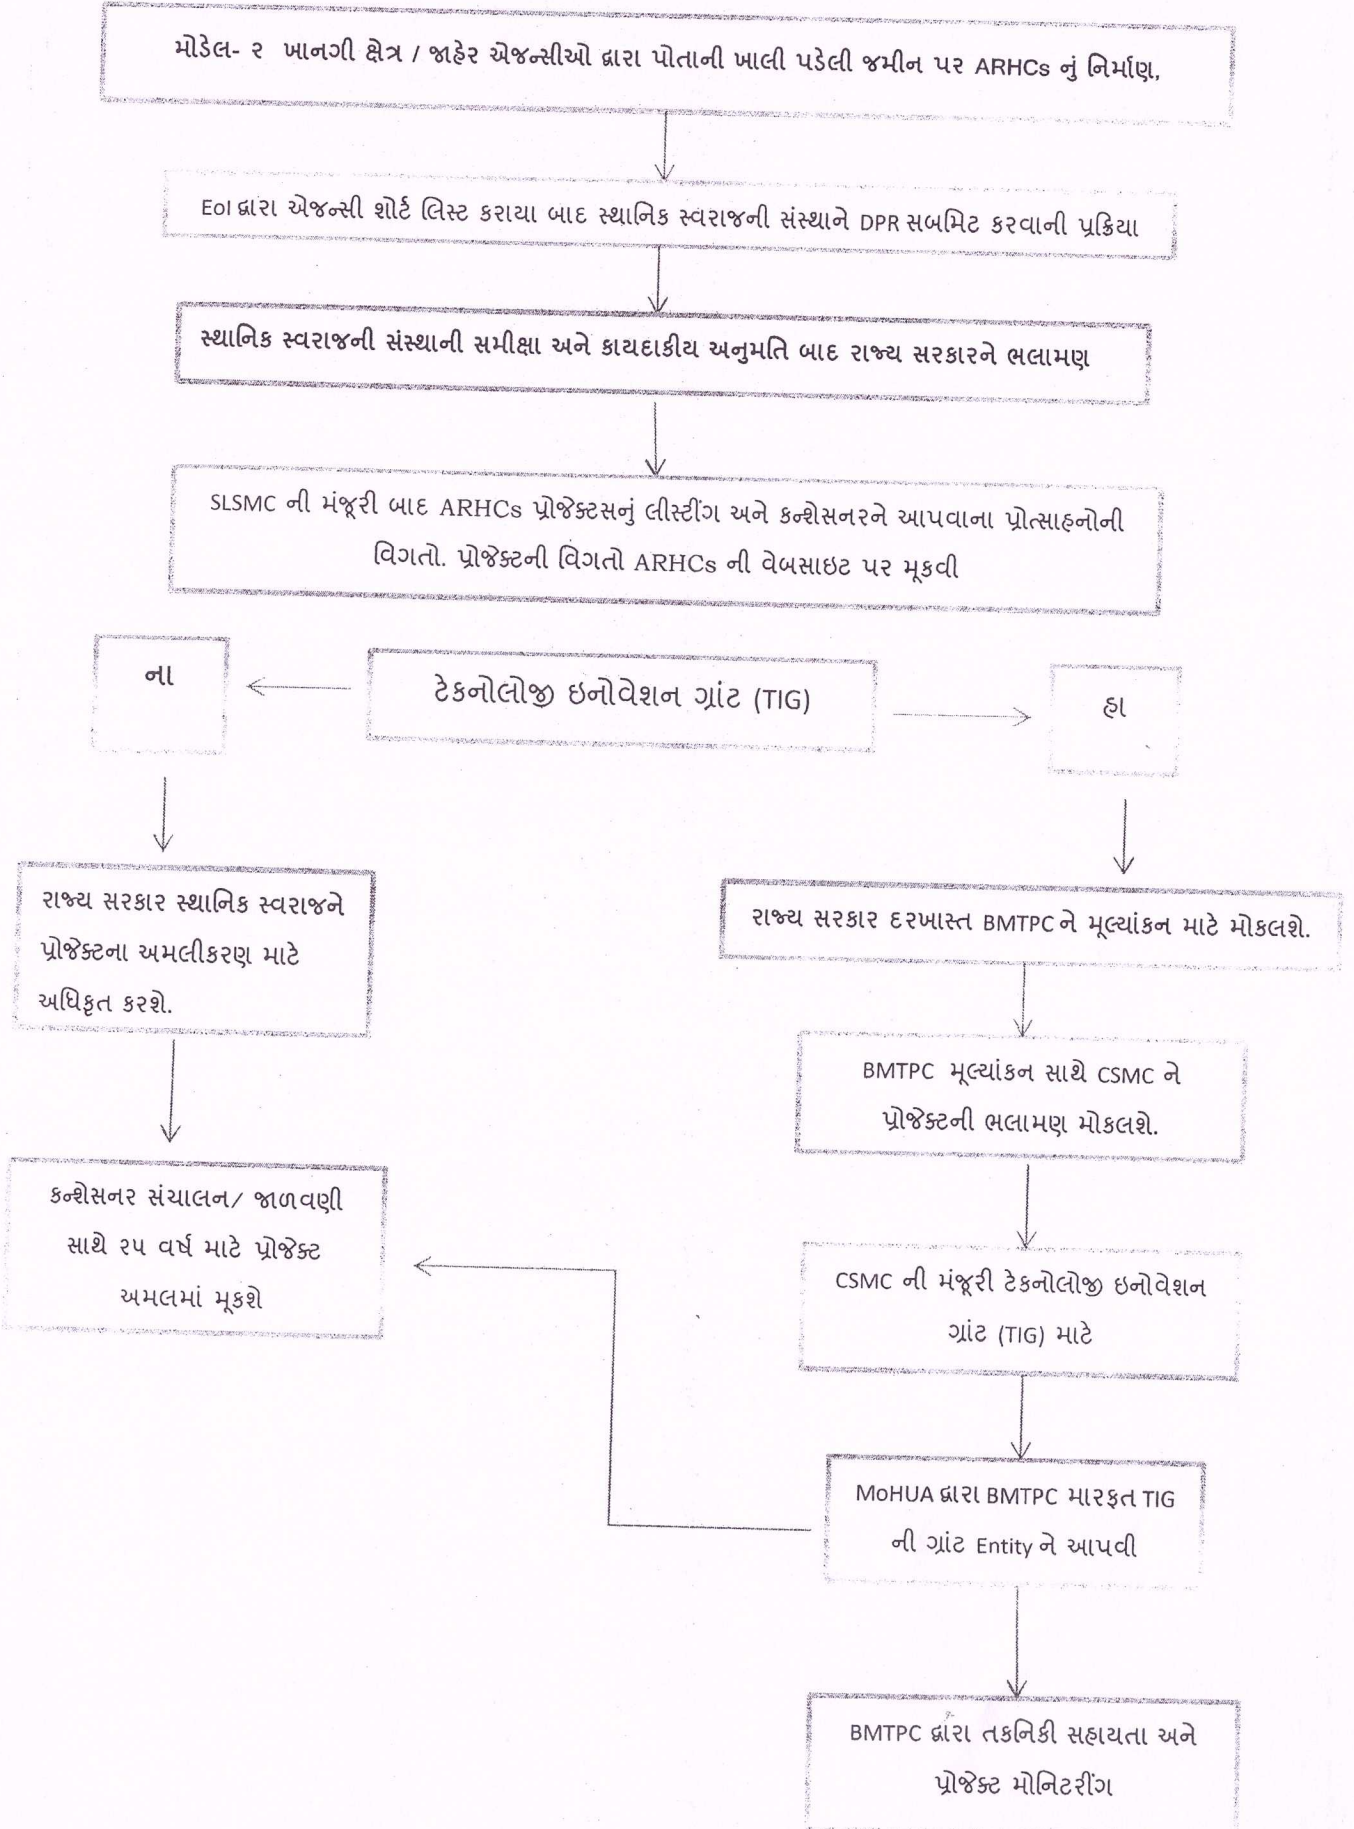 મોડેલ- ૨ ખાનગી ક્ષેત્ર / જાહેર એજન્સીઓ દ્વારા પોતાની ખાલી પડેલી જમીન પર ARHCs નું નિર્માણ,
EoI દ્વારા એજન્સી શોર્ટ લિસ્ટ કરાયા બાદ સ્થાનિક સ્વરાજની સંસ્થાને DPR સબમિટ કરવાની પ્રક્રિયા
સ્થાનિક સ્વરાજની સંસ્થાની સમીક્ષા અને કાયદાકીય અનુમતિ બાદ રાજ્ય સરકારને ભલામણ
SLSMC ની મંજૂરી બાદ ARHCs પ્રોજેક્ટસનું લીસ્ટીંગ અને કન્શેસનરને આપવાના પ્રોત્સાહનોની
વિગતો. પ્રોજેક્ટની વિગતો ARHCs ની વેબસાઇટ પર મૂકવી
ના
ટેકનોલોજી ઇનોવેશન ગ્રાંટ (TIG)
હા
રાજ્ય સરકાર સ્થાનિક સ્વરાજને
પ્રોજેક્ટના અમલીકરણ માટે
અધિકૃત કરશે.
કન્શેસનર સંચાલન/ જાળવણી
સાથે ૨૫ વર્ષ માટે પ્રોજેક્ટ
અમલમાં મૂકશે
રાજ્ય સરકાર દરખાસ્ત BMTPC ને મૂલ્યાંકન માટે મોકલશે.
BMTPC મૂલ્યાંકન સાથે CSMC ને
પ્રોજેક્ટની ભલામણ મોકલશે.
CSMC ની મંજૂરી ટેકનોલોજી ઇનોવેશન
ગ્રાંટ (TIG) માટે
MoHUA દ્વારા BMTPC મારફત TIG
ની ગ્રાંટ Entity ને આપવી
BMTPC દ્વારા તકનિકી સહાયતા અને
પ્રોજેક્ટ મોનિટરીંગ